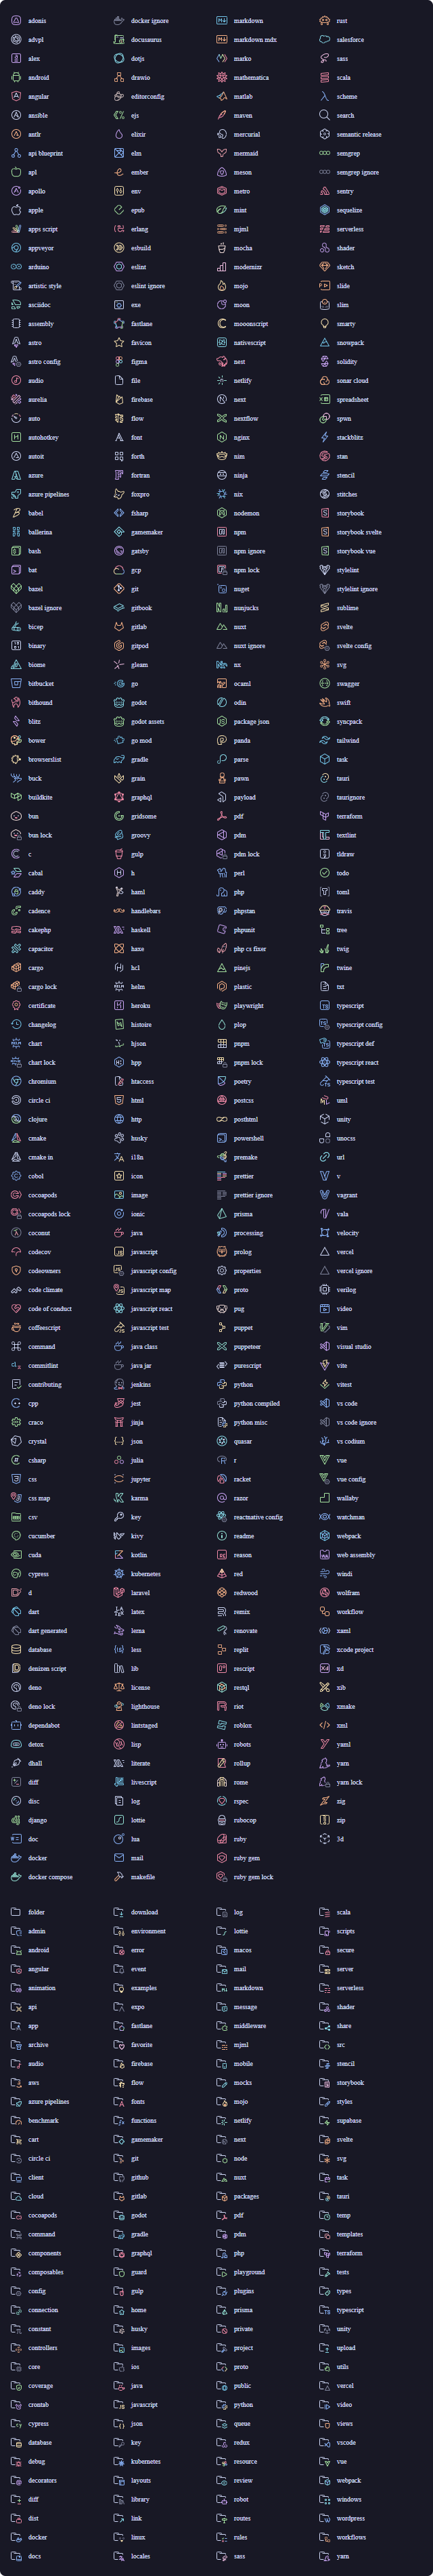 adonis
advpl
alex
android
angular
ansible
antlr
api blueprint
apl
apollo
apple
apps script
appveyor
arduino
artistic style
asciidoc
assembly
astro
astro config
audio
aurelia
auto
autohotkey
autoit
azure
azure pipelines
babel
ballerina
bash
bat
bazel
bazel ignore
bicep
binary
biome
bitbucket
bithound
blitz
bower
browserslist
buck
buildkite
bun
bun lock
c
cabal
caddy
cadence
cakephp
capacitor
cargo
cargo lock
certificate
changelog
chart
chart lock
chromium
circle ci
clojure
cmake
cmake in
cobol
cocoapods
cocoapods lock
coconut
codecov
codeowners
code climate
code of conduct
coffeescript
command
commitlint
contributing
cpp
craco
crystal
csharp
css
css map
csv
cucumber
cuda
cypress
d
dart
dart generated
database
denizen script
deno
deno lock
dependabot
detox
dhall
diff
disc
django
doc
docker
docker compose
docker ignore
docusaurus
dotjs
drawio
editorconfig
ejs
elixir
elm
ember
env
epub
erlang
esbuild
eslint
eslint ignore
exe
fastlane
favicon
figma
file
firebase
flow
font
forth
fortran
foxpro
fsharp
gamemaker
gatsby
gcp
git
gitbook
gitlab
gitpod
gleam
go
godot
godot assets
go mod
gradle
grain
graphql
gridsome
groovy
gulp
h
haml
handlebars
haskell
haxe
hcl
helm
heroku
histoire
hjson
hpp
htaccess
html
http
husky
i18n
icon
image
ionic
java
javascript
javascript config
javascript map
javascript react
javascript test
java class
java jar
jenkins
jest
jinja
json
julia
jupyter
karma
key
kivy
kotlin
kubernetes
laravel
latex
lerna
less
lib
license
lighthouse
lintstaged
lisp
literate
livescript
log
lottie
lua
mail
makefile
markdown
markdown mdx
marko
mathematica
matlab
maven
mercurial
mermaid
meson
metro
mint
mjml
mocha
modernizr
mojo
moon
mooonscript
nativescript
nest
netlify
next
nextflow
nginx
nim
ninja
nix
nodemon
npm
npm ignore
npm lock
nuget
nunjucks
nuxt
nuxt ignore
nx
ocaml
odin
package json
panda
parse
pawn
payload
pdf
pdm
pdm lock
perl
php
phpstan
phpunit
php cs fixer
pinejs
plastic
playwright
plop
pnpm
pnpm lock
poetry
postcss
posthtml
powershell
premake
prettier
prettier ignore
prisma
processing
prolog
properties
proto
pug
puppet
puppeteer
purescript
python
python compiled
python misc
quasar
r
racket
razor
reactnative config
readme
reason
red
redwood
remix
renovate
replit
rescript
restql
riot
roblox
robots
rollup
rome
rspec
rubocop
ruby
ruby gem
ruby gem lock
rust
salesforce
sass
scala
scheme
search
semantic release
semgrep
semgrep ignore
sentry
sequelize
serverless
shader
sketch
slide
slim
smarty
snowpack
solidity
sonar cloud
spreadsheet
spwn
stackblitz
stan
stencil
stitches
storybook
storybook svelte
storybook vue
stylelint
stylelint ignore
sublime
svelte
svelte config
svg
swagger
swift
syncpack
tailwind
task
tauri
taurignore
terraform
textlint
tldraw
todo
toml
travis
tree
twig
twine
txt
typescript
typescript config
typescript def
typescript react
typescript test
uml
unity
unocss
url
v
vagrant
vala
velocity
vercel
vercel ignore
verilog
video
vim
visual studio
vite
vitest
vs code
vs code ignore
vs codium
vue
vue config
wallaby
watchman
webpack
web assembly
windi
wolfram
workflow
xaml
xcode project
xd
xib
xmake
xml
yaml
yarn
yarn lock
zig
zip
3d
folder
admin
android
angular
animation
api
app
archive
audio
aws
azure pipelines
benchmark
cart
circle ci
client
cloud
cocoapods
command
components
composables
config
connection
constant
controllers
core
coverage
crontab
cypress
database
debug
decorators
diff
dist
docker
docs
download
environment
error
event
examples
expo
fastlane
favorite
firebase
flow
fonts
functions
gamemaker
git
github
gitlab
godot
gradle
graphql
guard
gulp
home
husky
images
ios
java
javascript
json
key
kubernetes
layouts
library
link
linux
locales
log
lottie
macos
mail
markdown
message
middleware
mjml
mobile
mocks
mojo
netlify
next
node
nuxt
packages
pdf
pdm
php
playground
plugins
prisma
private
project
proto
public
python
queue
redux
resource
review
robot
routes
rules
sass
scala
scripts
secure
server
serverless
shader
share
src
stencil
storybook
styles
supabase
svelte
svg
task
tauri
temp
templates
terraform
tests
types
typescript
unity
upload
utils
vercel
video
views
vscode
vue
webpack
windows
wordpress
workflows
yarn